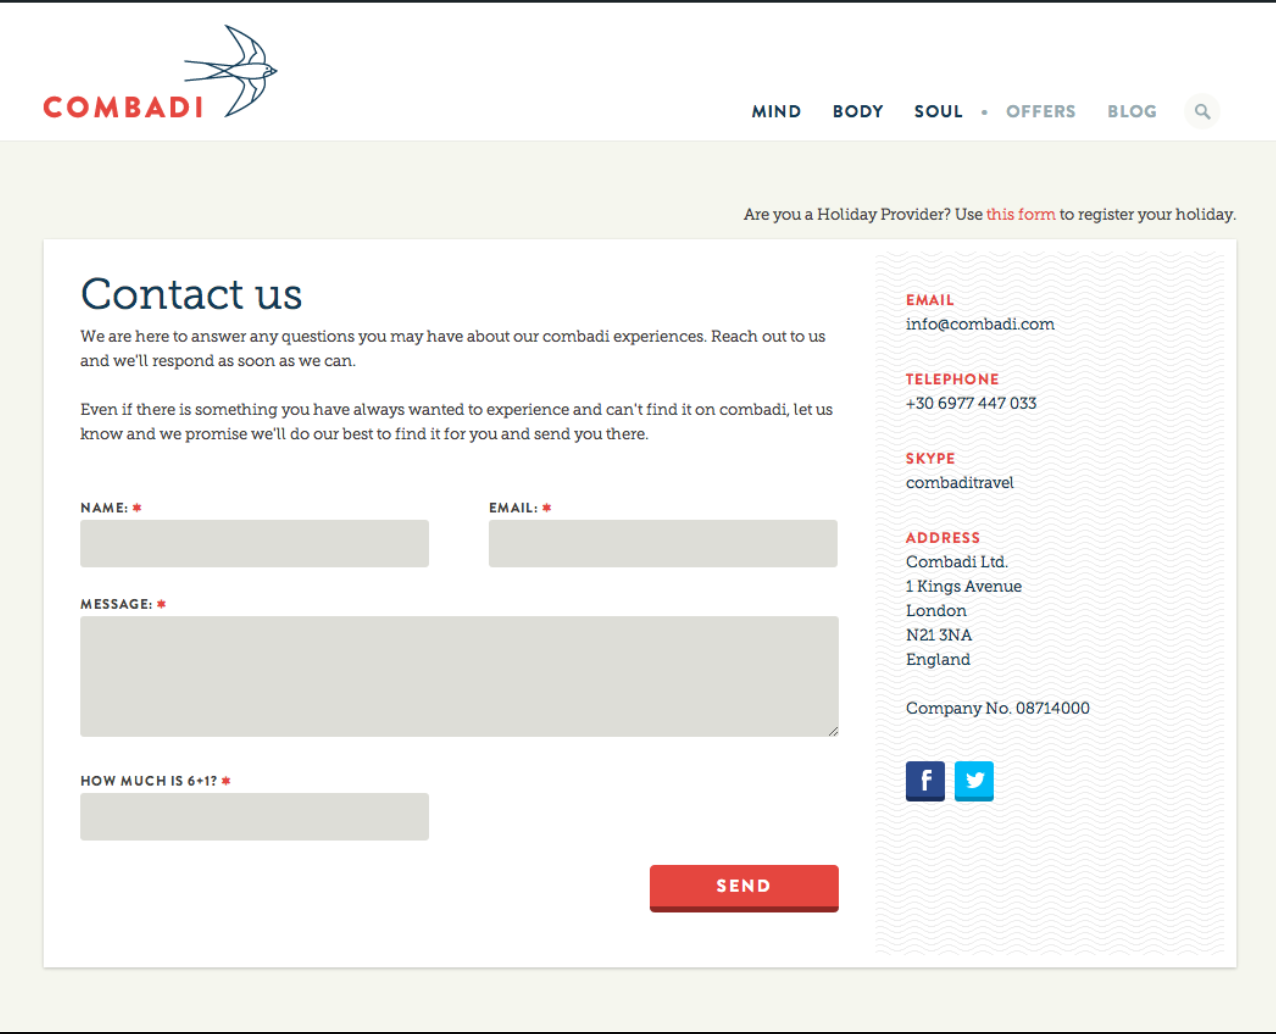 COMBADI
MIND BODY SOUL • OFFERS BLOG
Are you a Holiday Provider? Use this form to register your holiday.
Contact us
We are here to answer any questions you may have about our combadi experiences. Reach out to us
and we'll respond as soon as we can.
Even if there is something you have always wanted to experience and can't find it on combadi, let us
know and we promise we'll do our best to find it for you and send you there.
NAME: *
EMAIL: *
MESSAGE: *
HOW MUCH IS 6+1? *
SEND
EMAIL
info@combadi.com
TELEPHONE
+30 6977 447 033
SKYPE
combaditravel
ADDRESS
Combadi Ltd.
1 Kings Avenue
London
N21 3NA
England
Company No. 08714000